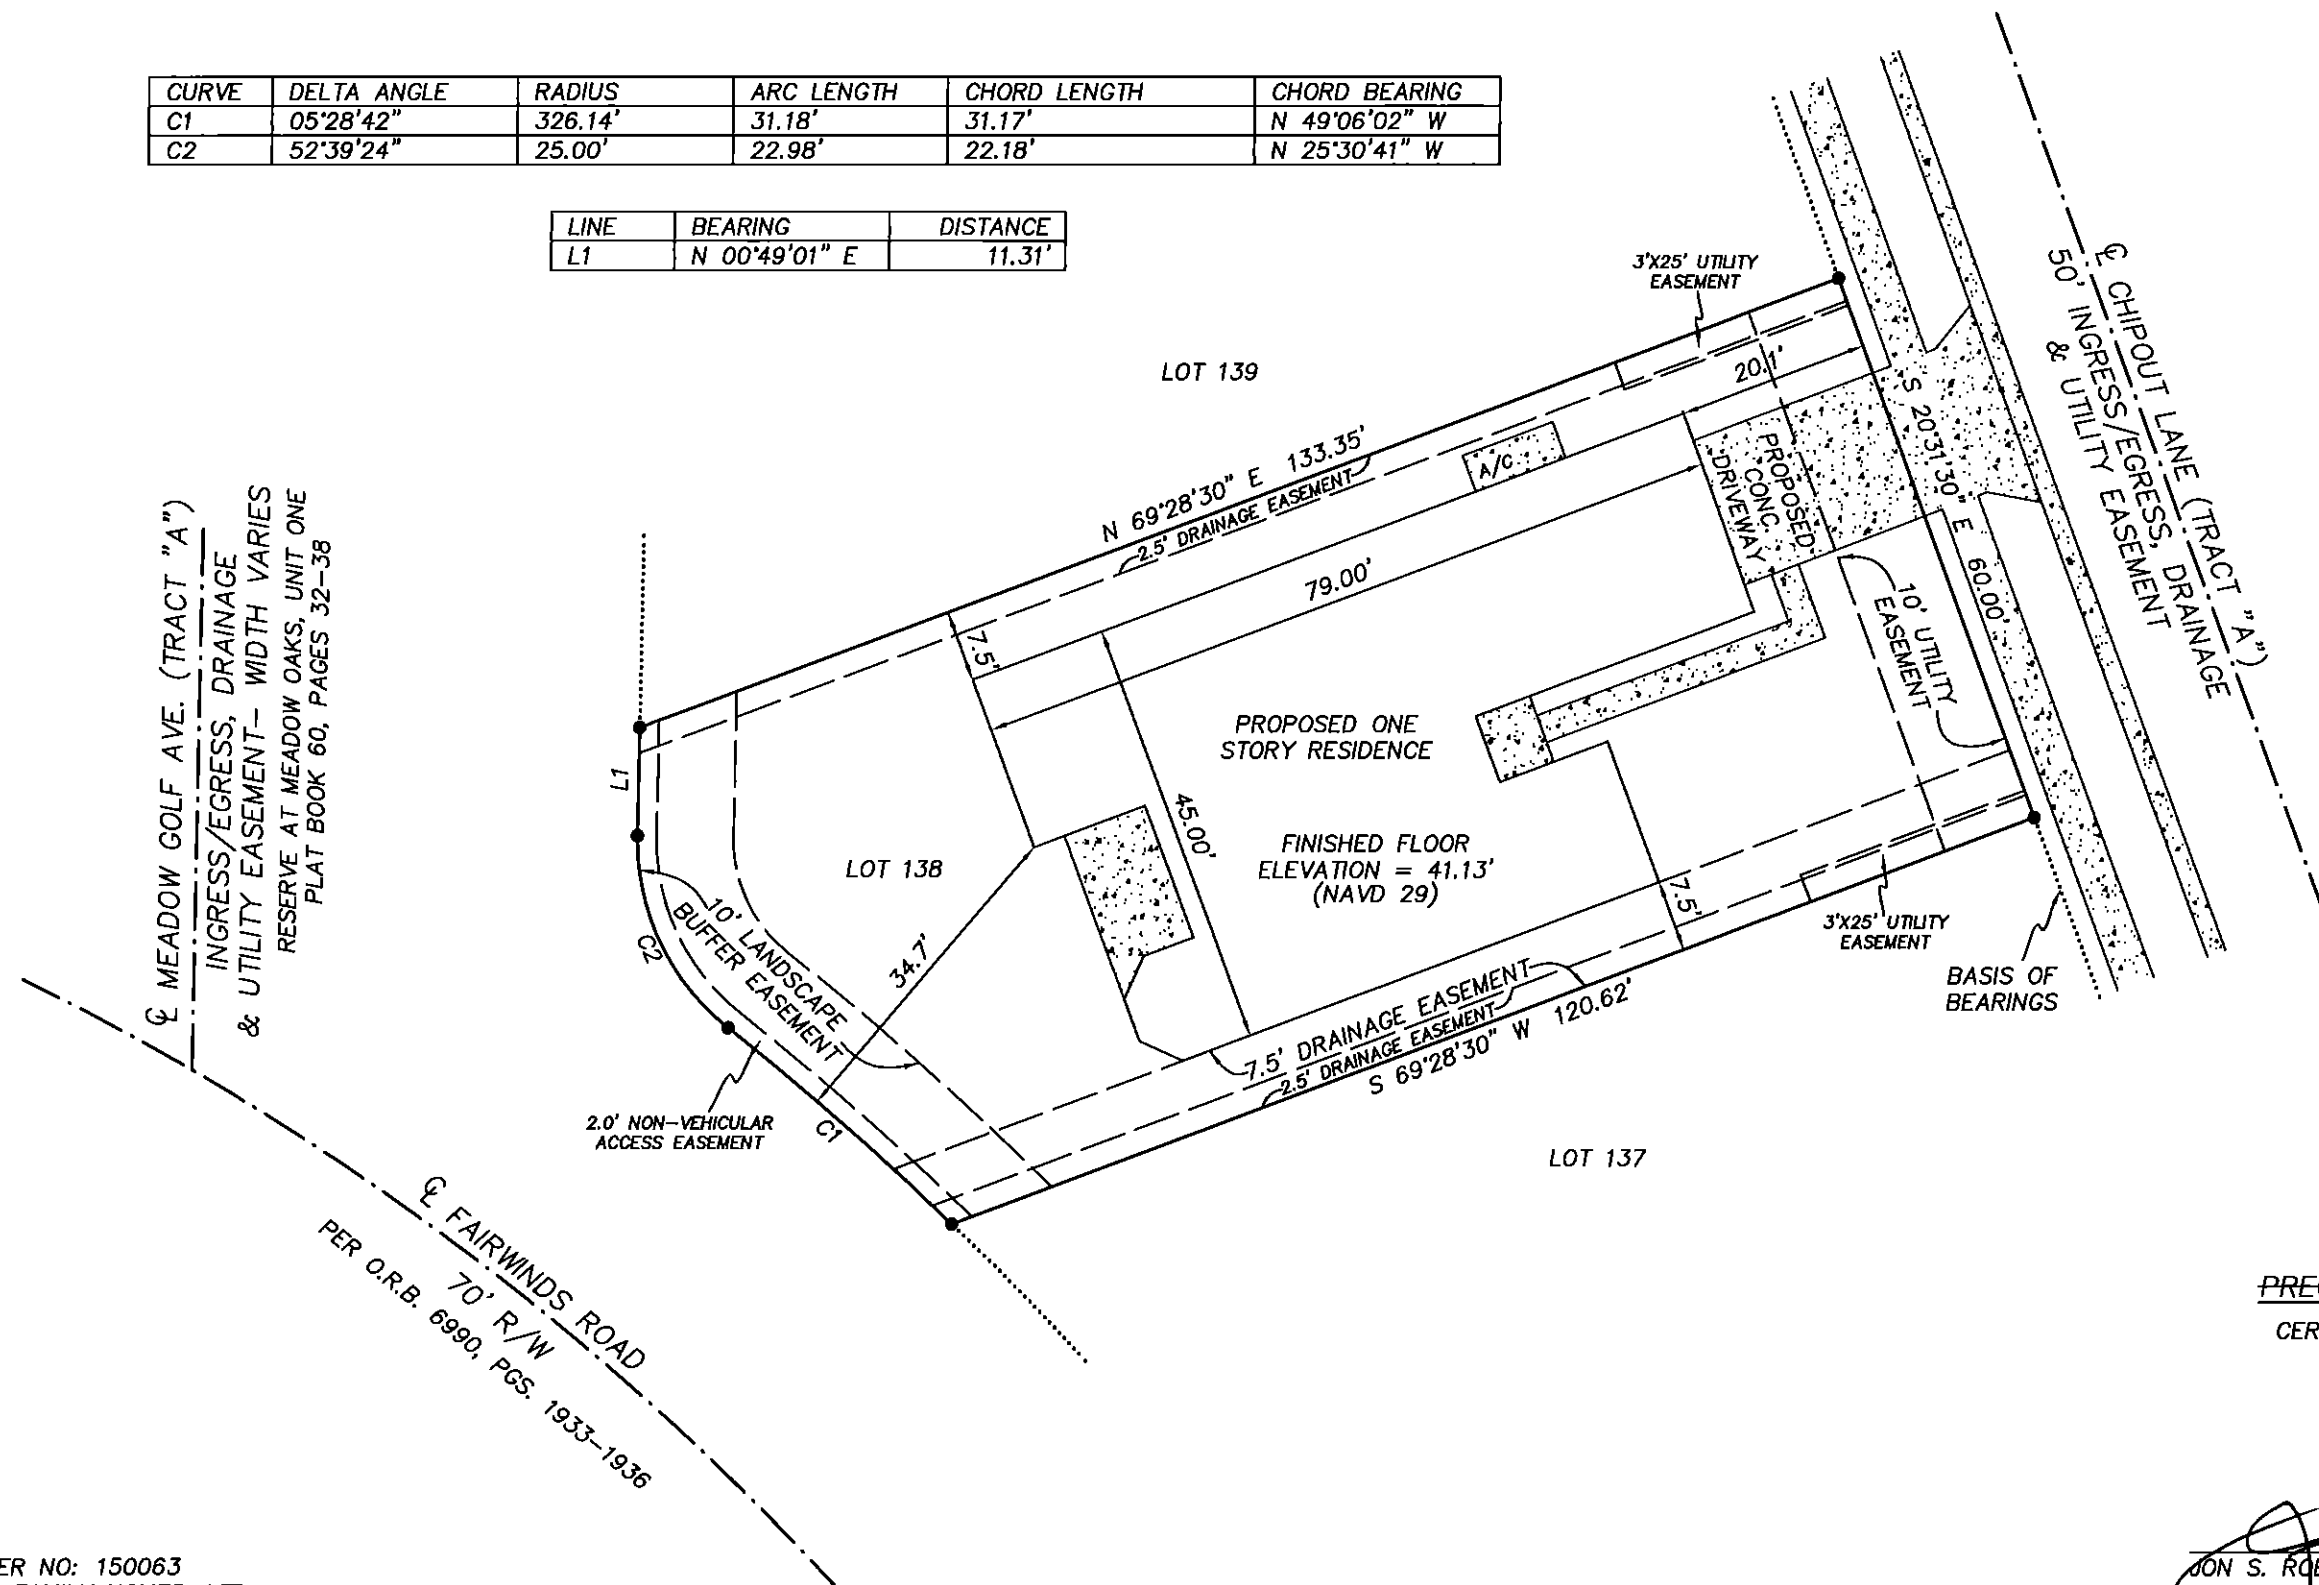 CURVE DELTA ANGLE RADIUS ARC LENGTH CHORD LENGTH CHORD BEARING
C1 05°28'42" 326.14' 31.18' 31.17' N 49°06'02" W
C2 52°39'24" 25.00' 22.98' 22.18' N 25°30'41" W
LINE BEARING DISTANCE
L1 N 00°49'01" E 11.31'
3'X25' UTILITY
EASEMENT
℄ CHIPOUT LANE (TRACT "A")
50' INGRESS/EGRESS, DRAINAGE
& UTILITY EASEMENT
LOT 139
20.1'
S 20°31'30" E 60.00'
N 69°28'30" E 133.35'
2.5' DRAINAGE EASEMENT
A/C
PROPOSED
CONC.
DRIVEWAY
79.00'
7.5'
10' UTILITY
EASEMENT
℄ MEADOW GOLF AVE. (TRACT "A")
INGRESS/EGRESS, DRAINAGE
& UTILITY EASEMENT- WIDTH VARIES
RESERVE AT MEADOW OAKS, UNIT ONE
PLAT BOOK 60, PAGES 32-38
L1
PROPOSED ONE
STORY RESIDENCE
45.00'
FINISHED FLOOR
ELEVATION = 41.13'
(NAVD 29)
LOT 138
7.5'
3'X25' UTILITY
EASEMENT
10' LANDSCAPE
BUFFER EASEMENT
C2
34.7'
BASIS OF
BEARINGS
7.5' DRAINAGE EASEMENT
2.5' DRAINAGE EASEMENT
S 69°28'30" W 120.62'
2.0' NON-VEHICULAR
ACCESS EASEMENT
C1
LOT 137
℄ FAIRWINDS ROAD
70' R/W
PER O.R.B. 6990, PGS. 1933-1936
PRE
CER
ER NO: 150063
JON S. RO